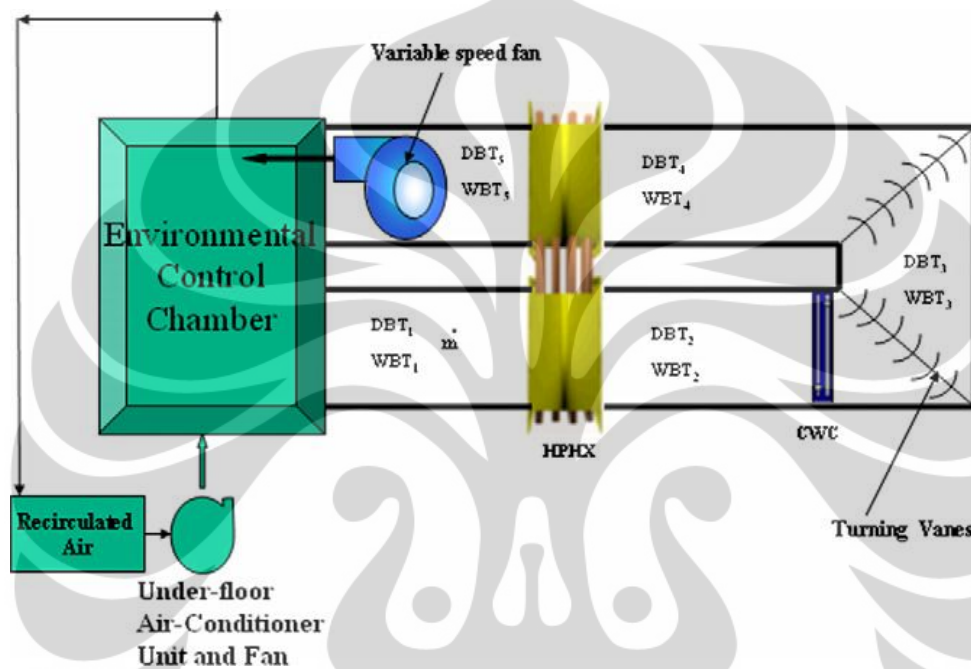 Variable speed fan
DBT₅
WBT₅
DBT₄
WBT₄
Environmental
Control
Chamber
DBT₃
WBT₃
DBT₁
WBT₁
ṁ
DBT₂
WBT₂
CWC
HPHX
Recirculated
Air
Turning Vanes
Under-floor
Air-Conditioner
Unit and Fan